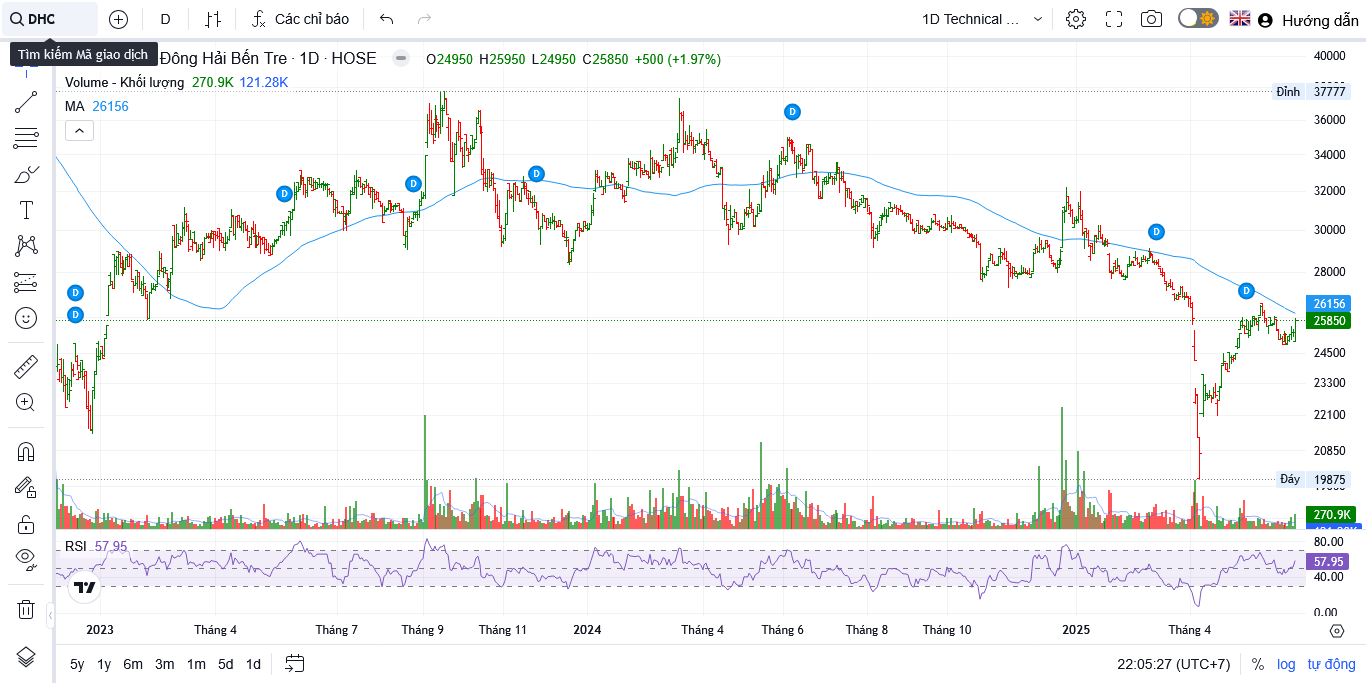 DHC D Các chỉ báo 1D Technical ... Hướng dẫn
Tìm kiếm Mã giao dịch
Đông Hải Bến Tre · 1D · HOSE O24950 H25950 L24950 C25850 +500 (+1.97%)
Volume - Khối lượng 270.9K 121.28K
MA 26156
40000
Đỉnh 37777
36000
34000
32000
30000
28000
26156
25850
24500
23300
22100
20850
Đáy 19875
270.9K
D
D
D
D
D
D
D
D
RSI 57.95
80.00
57.95
40.00
0.00
2023 Tháng 4 Tháng 7 Tháng 9 Tháng 11 2024 Tháng 4 Tháng 6 Tháng 8 Tháng 10 2025 Tháng 4
5y 1y 6m 3m 1m 5d 1d 22:05:27 (UTC+7) % log tự động